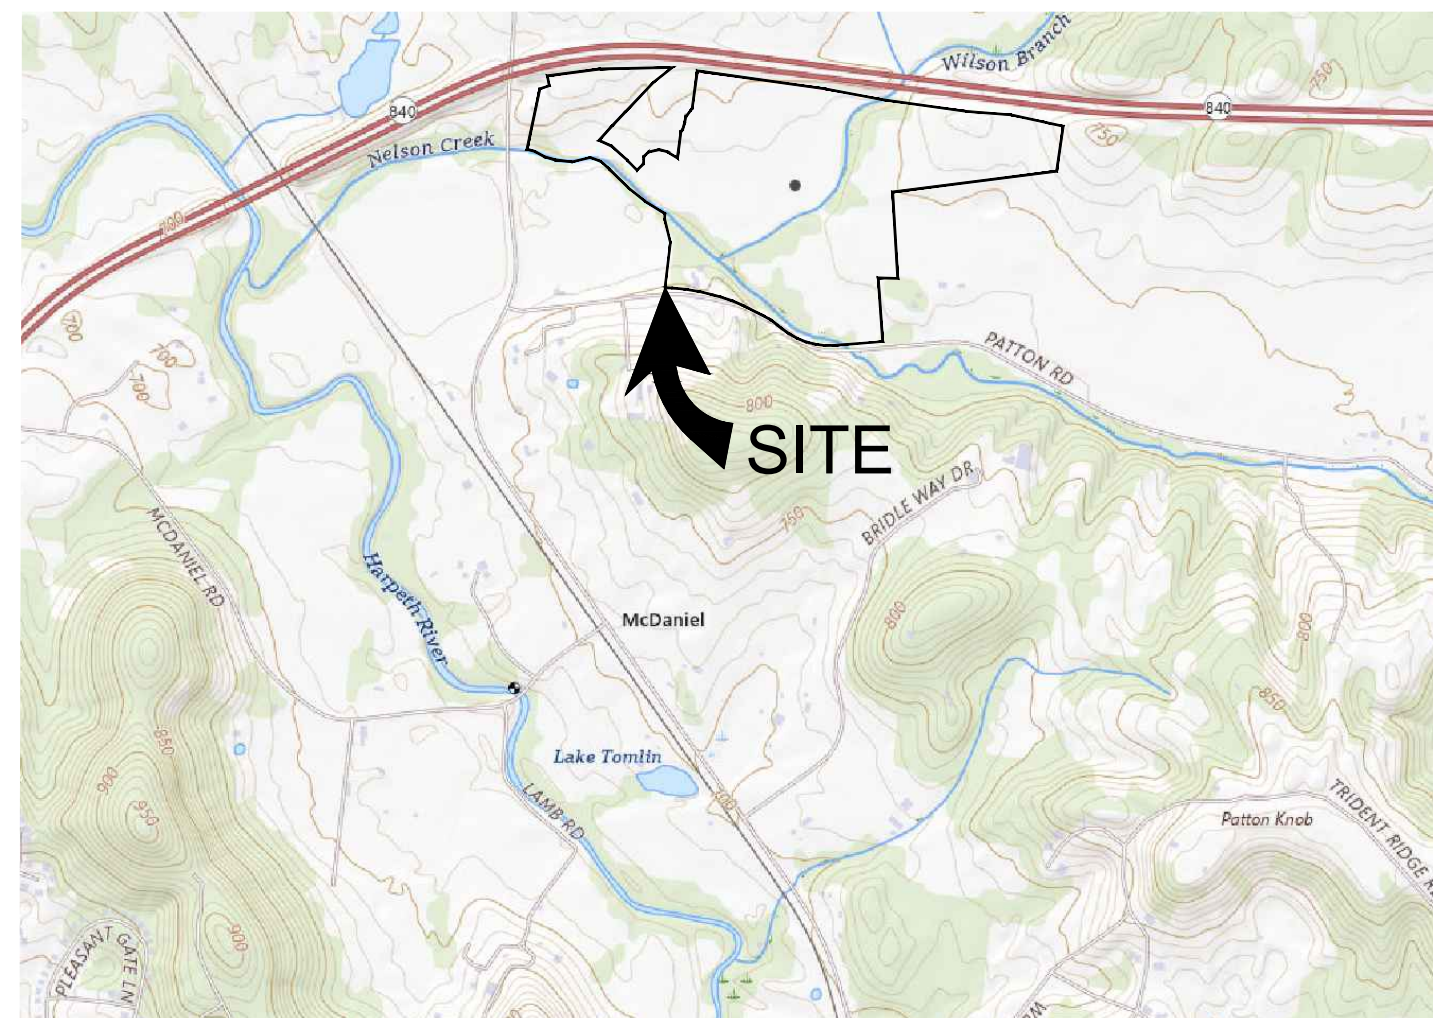 Wilson Branch
750
840
840
Nelson Creek
750
700
700
700
700
PATTON RD
800
SITE
BRIDLE WAY DR
750
MCDANIEL RD
Harpeth River
McDaniel
800
800
850
850
900
950
Lake Tomlin
700
LAMB RD
Patton Knob
TRIDENT RIDGE R
900
PLEASANT GATE LN